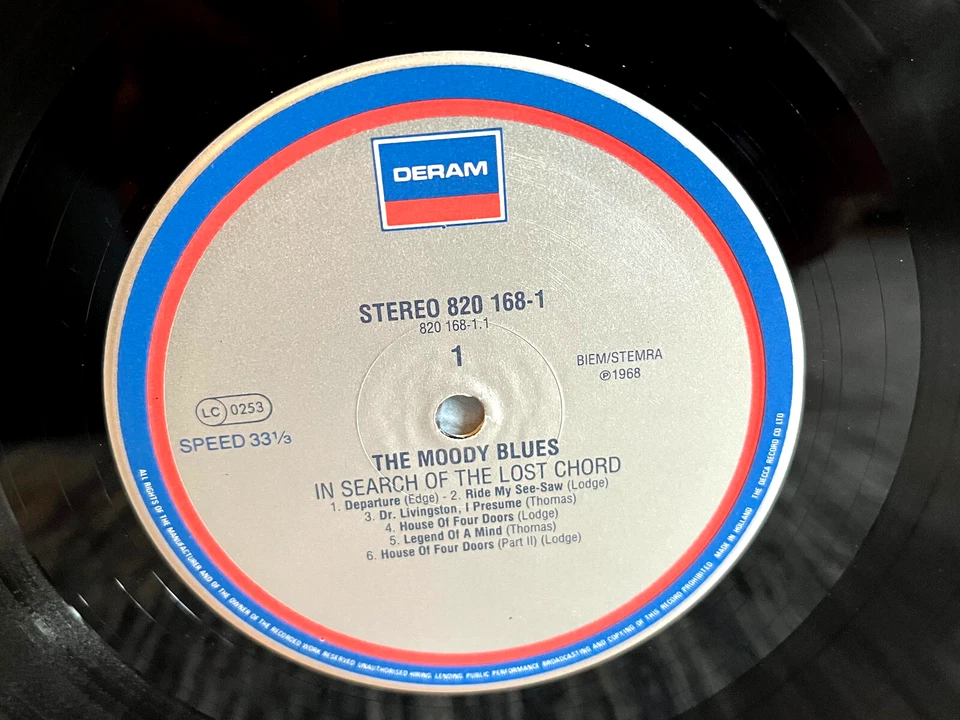 DERAM
STEREO 820 168-1
820 168-1.1
1
BIEM/STEMRA
Ⓟ1968
LC 0253
SPEED 33⅓
THE MOODY BLUES
IN SEARCH OF THE LOST CHORD
1. Departure (Edge) - 2. Ride My See-Saw (Lodge)
3. Dr. Livingston, I Presume (Thomas)
4. House Of Four Doors (Lodge)
5. Legend Of A Mind (Thomas)
6. House Of Four Doors (Part II) (Lodge)
ALL RIGHTS OF THE MANUFACTURER AND OF THE OWNER OF THE RECORDED WORK RESERVED UNAUTHORISED HIRING LENDING PUBLIC PERFORMANCE BROADCASTING AND COPYING OF THIS RECORD PROHIBITED MADE IN HOLLAND THE DECCA RECORD CO LTD